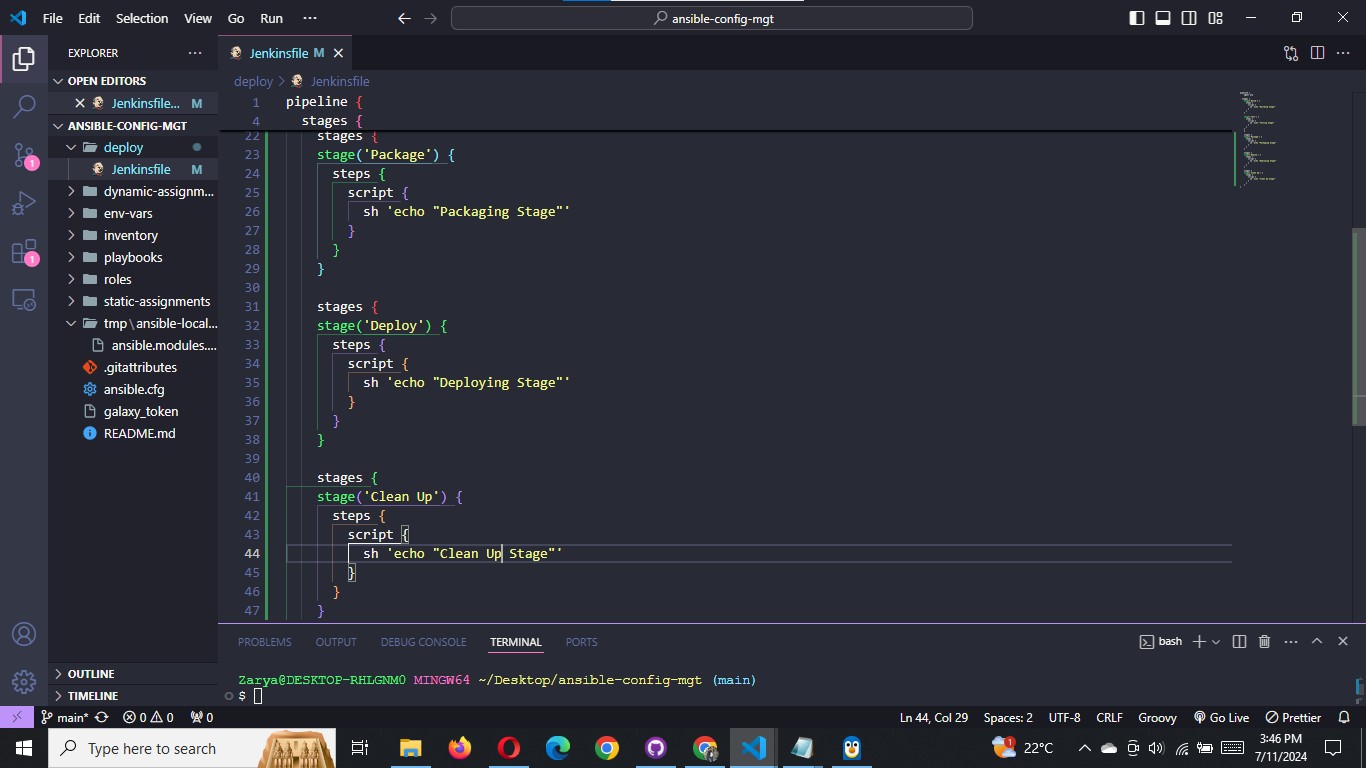 File Edit Selection View Go Run ···
ansible-config-mgt
EXPLORER
Jenkinsfile M
OPEN EDITORS
deploy > Jenkinsfile
Jenkinsfile... M
ANSIBLE-CONFIG-MGT
deploy
Jenkinsfile M
dynamic-assignm...
env-vars
inventory
playbooks
roles
static-assignments
tmp\ansible-local...
ansible.modules....
.gitattributes
ansible.cfg
galaxy_token
README.md
OUTLINE
TIMELINE
1 pipeline {
4 stages {
22 stages {
23 stage('Package') {
24 steps {
25 script {
26 sh 'echo "Packaging Stage"'
27 }
28 }
29 }
30
31 stages {
32 stage('Deploy') {
33 steps {
34 script {
35 sh 'echo "Deploying Stage"'
36 }
37 }
38 }
39
40 stages {
41 stage('Clean Up') {
42 steps {
43 script {
44 sh 'echo "Clean Up Stage"'
45 }
46 }
47 }
PROBLEMS OUTPUT DEBUG CONSOLE TERMINAL PORTS
bash
Zarya@DESKTOP-RHLGNM0 MINGW64 ~/Desktop/ansible-config-mgt (main)
$
main* 0 0 0
Ln 44, Col 29 Spaces: 2 UTF-8 CRLF Groovy Go Live Prettier
Type here to search
22°C
3:46 PM
7/11/2024